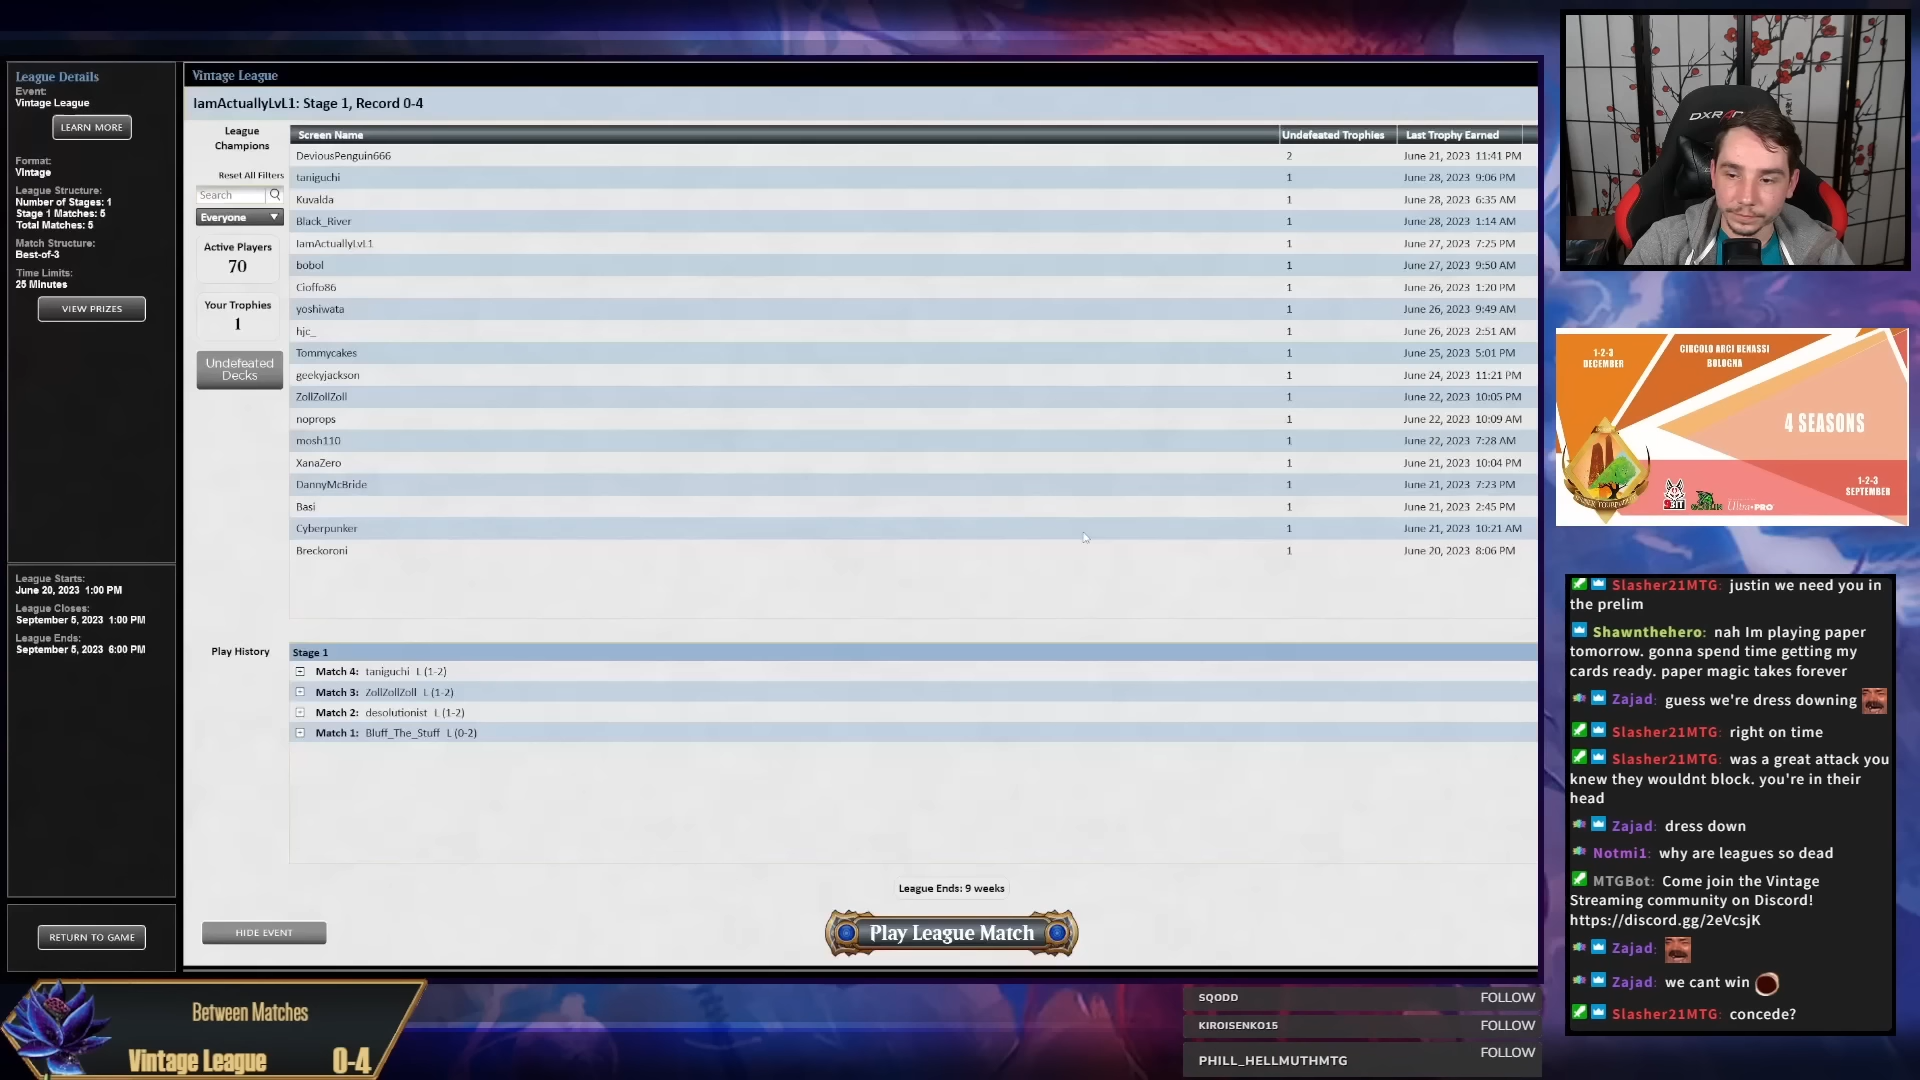 League Details
Event:
Vintage League
LEARN MORE
Format:
Vintage
League Structure:
Number of Stages: 1
Stage 1 Matches: 5
Total Matches: 5
Match Structure:
Best-of-3
Time Limits:
25 Minutes
VIEW PRIZES
League Starts:
June 20, 2023 1:00 PM
League Closes:
September 5, 2023 1:00 PM
League Ends:
September 5, 2023 6:00 PM
RETURN TO GAME
Vintage League
IamActuallyLvL1: Stage 1, Record 0-4
League
Champions
Reset All Filters
Search
Everyone
Active Players
70
Your Trophies
1
Undefeated
Decks
Screen Name Undefeated Trophies Last Trophy Earned
DeviousPenguin666 2 June 21, 2023 11:41 PM
taniguchi 1 June 28, 2023 9:06 PM
Kuvalda 1 June 28, 2023 6:35 AM
Black_River 1 June 28, 2023 1:14 AM
IamActuallyLvL1 1 June 27, 2023 7:25 PM
bobol 1 June 27, 2023 9:50 AM
Cioffo86 1 June 26, 2023 1:20 PM
yoshiwata 1 June 26, 2023 9:49 AM
hjc_ 1 June 26, 2023 2:51 AM
Tommycakes 1 June 25, 2023 5:01 PM
geekyjackson 1 June 24, 2023 11:21 PM
ZollZollZoll 1 June 22, 2023 10:05 PM
noprops 1 June 22, 2023 10:09 AM
mosh110 1 June 22, 2023 7:28 AM
XanaZero 1 June 21, 2023 10:04 PM
DannyMcBride 1 June 21, 2023 7:23 PM
Basi 1 June 21, 2023 2:45 PM
Cyberpunker 1 June 21, 2023 10:21 AM
Breckoroni 1 June 20, 2023 8:06 PM
Play History
Stage 1
Match 4: taniguchi L (1-2)
Match 3: ZollZollZoll L (1-2)
Match 2: desolutionist L (1-2)
Match 1: Bluff_The_Stuff L (0-2)
League Ends: 9 weeks
HIDE EVENT
Play League Match
Between Matches
Vintage League 0-4
SQODD FOLLOW
KIROISENKO15 FOLLOW
PHILL_HELLMUTHMTG FOLLOW
DXRACER
1-2-3
DECEMBER
CIRCOLO ARCI BENASSI
BOLOGNA
4 SEASONS
1-2-3
SEPTEMBER
Ultra•PRO
Slasher21MTG: justin we need you in
the prelim
Shawnthehero: nah Im playing paper
tomorrow. gonna spend time getting my
cards ready. paper magic takes forever
Zajad: guess we're dress downing
Slasher21MTG: right on time
Slasher21MTG: was a great attack you
knew they wouldnt block. you're in their
head
Zajad: dress down
Notmi1: why are leagues so dead
MTGBot: Come join the Vintage
Streaming community on Discord!
https://discord.gg/2eVcsjK
Zajad:
Zajad: we cant win
Slasher21MTG: concede?